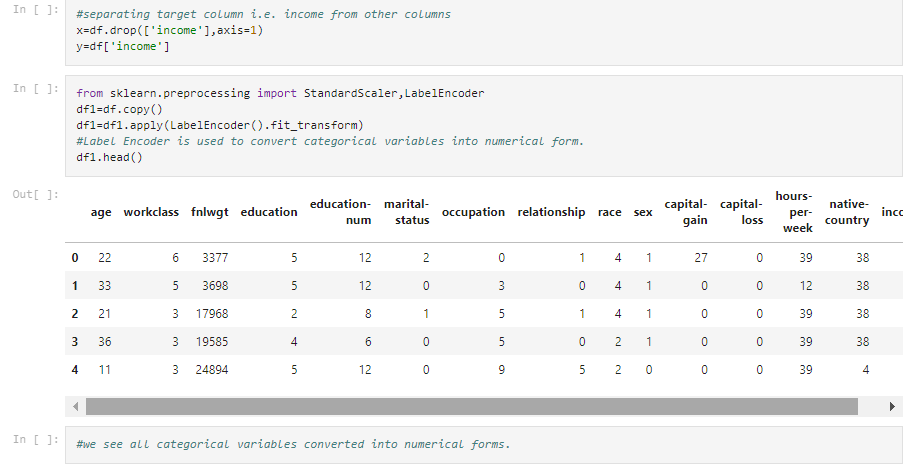 In [ ]: #separating target column i.e. income from other columns
x=df.drop(['income'],axis=1)
y=df['income']
In [ ]: from sklearn.preprocessing import StandardScaler,LabelEncoder
df1=df.copy()
df1=df1.apply(LabelEncoder().fit_transform)
#Label Encoder is used to convert categorical variables into numerical form.
df1.head()
Out[ ]:
age workclass fnlwgt education education-num marital-status occupation relationship race sex capital-gain capital-loss hours-per-week native-country inco
0 22 6 3377 5 12 2 0 1 4 1 27 0 39 38
1 33 5 3698 5 12 0 3 0 4 1 0 0 12 38
2 21 3 17968 2 8 1 5 1 4 1 0 0 39 38
3 36 3 19585 4 6 0 5 0 2 1 0 0 39 38
4 11 3 24894 5 12 0 9 5 2 0 0 0 39 4
In [ ]: #we see all categorical variables converted into numerical forms.